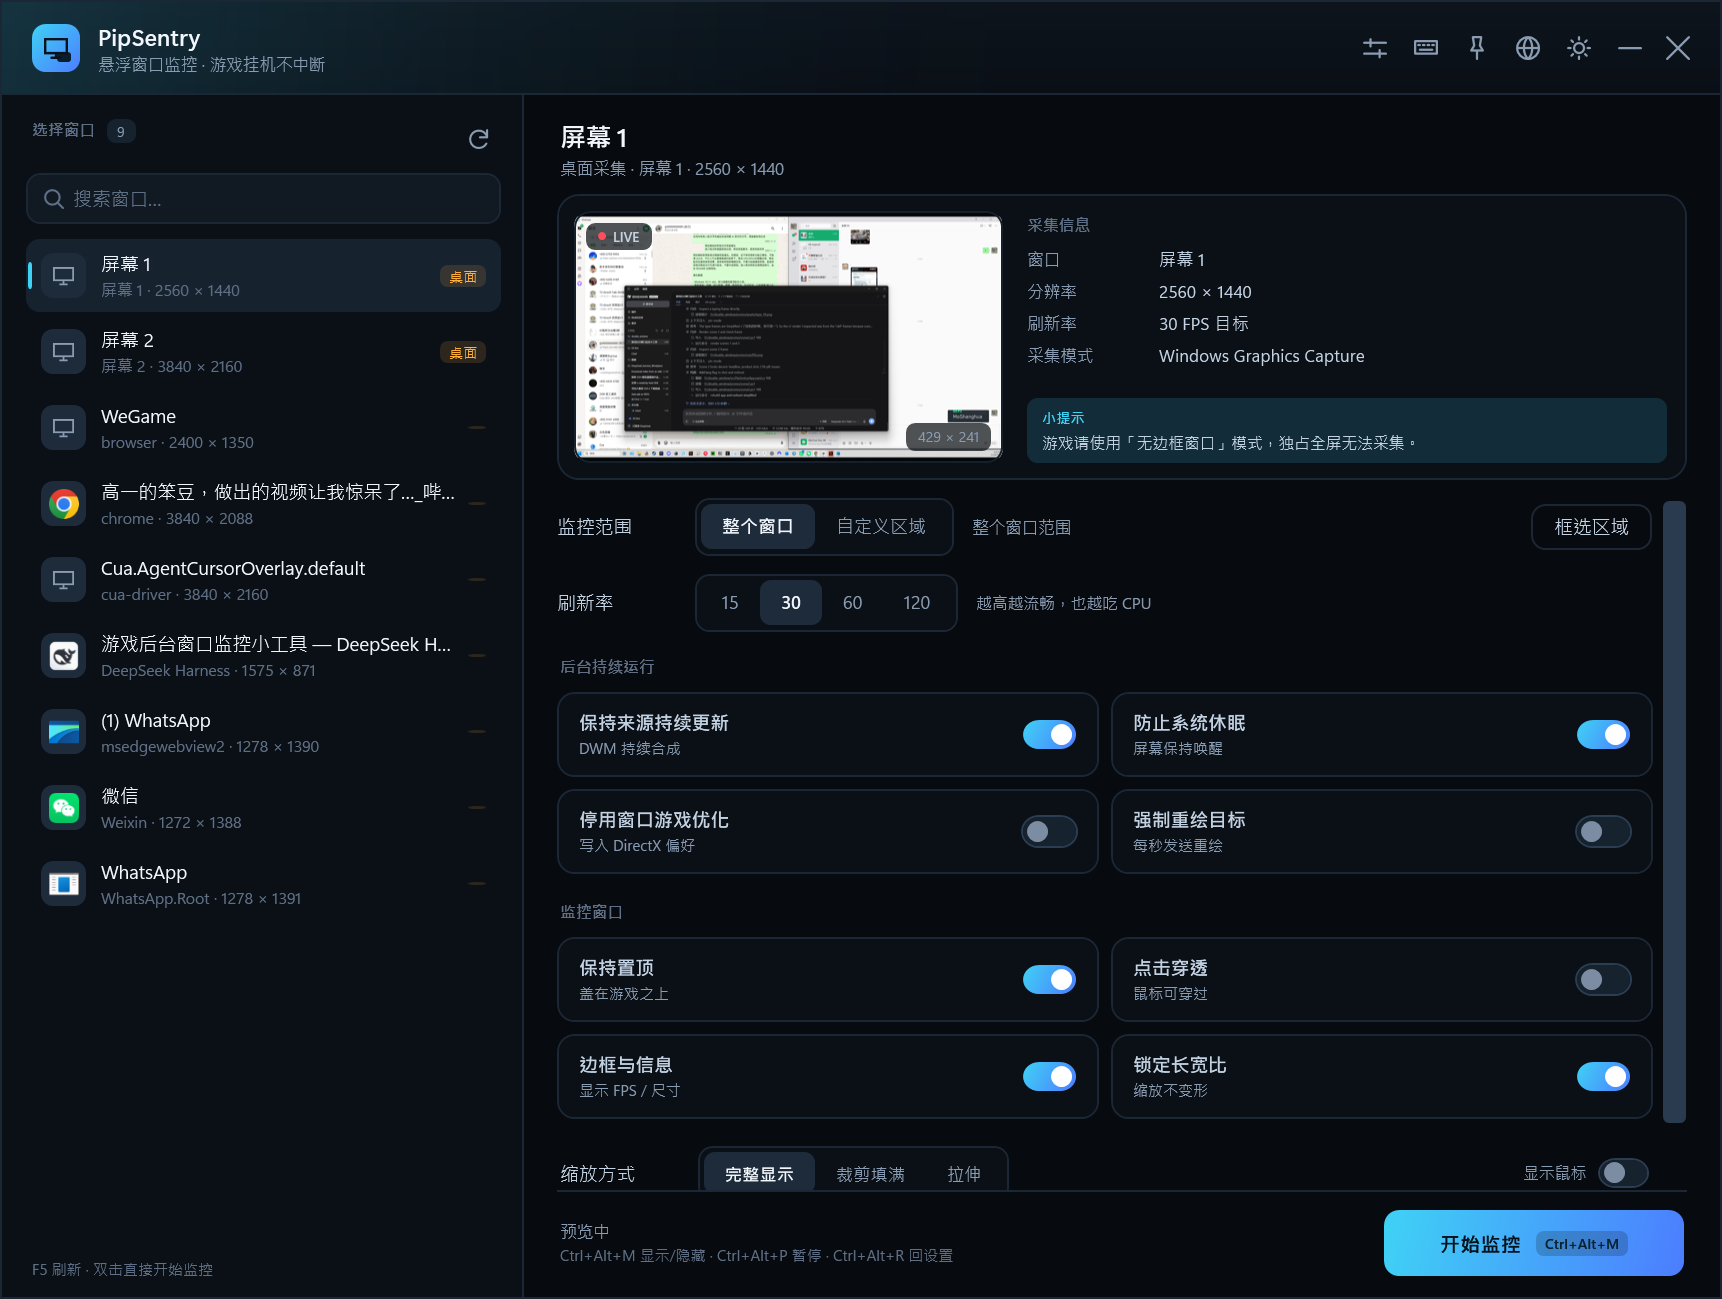 PipSentry
悬浮窗口监控 · 游戏挂机不中断
选择窗口 9
搜索窗口...
屏幕 1
屏幕 1 · 2560 × 1440
桌面
屏幕 2
屏幕 2 · 3840 × 2160
桌面
WeGame
browser · 2400 × 1350
高一的笨豆，做出的视频让我惊呆了..._哔...
chrome · 3840 × 2088
Cua.AgentCursorOverlay.default
cua-driver · 3840 × 2160
游戏后台窗口监控小工具 — DeepSeek H...
DeepSeek Harness · 1575 × 871
(1) WhatsApp
msedgewebview2 · 1278 × 1390
微信
Weixin · 1272 × 1388
WhatsApp
WhatsApp.Root · 1278 × 1391
F5 刷新 · 双击直接开始监控
屏幕 1
桌面采集 · 屏幕 1 · 2560 × 1440
LIVE
429 × 241
采集信息
窗口 屏幕 1
分辨率 2560 × 1440
刷新率 30 FPS 目标
采集模式 Windows Graphics Capture
小提示
游戏请使用「无边框窗口」模式，独占全屏无法采集。
监控范围 整个窗口 自定义区域 整个窗口范围 框选区域
刷新率 15 30 60 120 越高越流畅，也越吃 CPU
后台持续运行
保持来源持续更新
DWM 持续合成
防止系统休眠
屏幕保持唤醒
停用窗口游戏优化
写入 DirectX 偏好
强制重绘目标
每秒发送重绘
监控窗口
保持置顶
盖在游戏之上
点击穿透
鼠标可穿过
边框与信息
显示 FPS / 尺寸
锁定长宽比
缩放不变形
缩放方式 完整显示 裁剪填满 拉伸 显示鼠标
预览中
Ctrl+Alt+M 显示/隐藏 · Ctrl+Alt+P 暂停 · Ctrl+Alt+R 回设置
开始监控 Ctrl+Alt+M